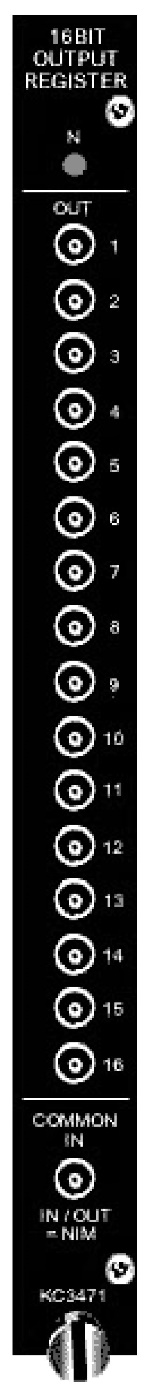 16BIT
OUTPUT
REGISTER
N
OUT
1
2
3
4
5
6
7
8
9
10
11
12
13
14
15
16
COMMON
IN
IN / OUT
= NIM
KC3471